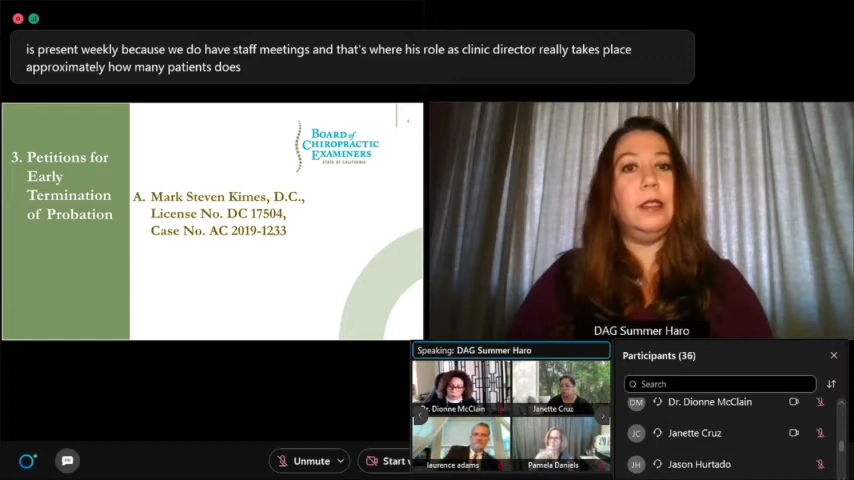 is present weekly because we do have staff meetings and that's where his role as clinic director really takes place
approximately how many patients does
3. Petitions for
Early
Termination
of Probation
BOARD of
CHIROPRACTIC
EXAMINERS
STATE OF CALIFORNIA
A. Mark Steven Kimes, D.C.,
License No. DC 17504,
Case No. AC 2019-1233
DAG Summer Haro
Speaking: DAG Summer Haro
Dr. Dionne McClain
Janette Cruz
laurence adams
Pamela Daniels
Participants (36)
Search
DM Dr. Dionne McClain
JC Janette Cruz
JH Jason Hurtado
Unmute
Start